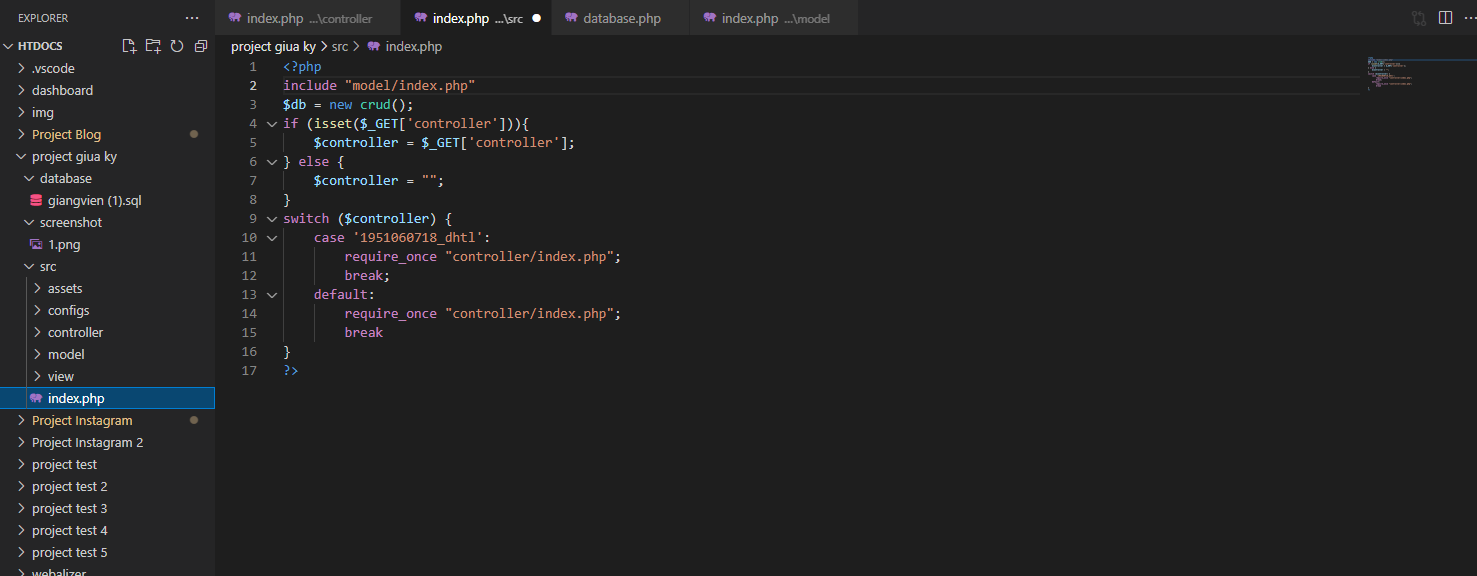 EXPLORER ...
HTDOCS
.vscode
dashboard
img
Project Blog
project giua ky
database
giangvien (1).sql
screenshot
1.png
src
assets
configs
controller
model
view
index.php
Project Instagram
Project Instagram 2
project test
project test 2
project test 3
project test 4
project test 5
webalizer
index.php ...\controller index.php ...\src database.php index.php ...\model
project giua ky > src > index.php
1 <?php
2 include "model/index.php"
3 $db = new crud();
4 if (isset($_GET['controller'])){
5 $controller = $_GET['controller'];
6 } else {
7 $controller = "";
8 }
9 switch ($controller) {
10 case '1951060718_dhtl':
11 require_once "controller/index.php";
12 break;
13 default:
14 require_once "controller/index.php";
15 break
16 }
17 ?>